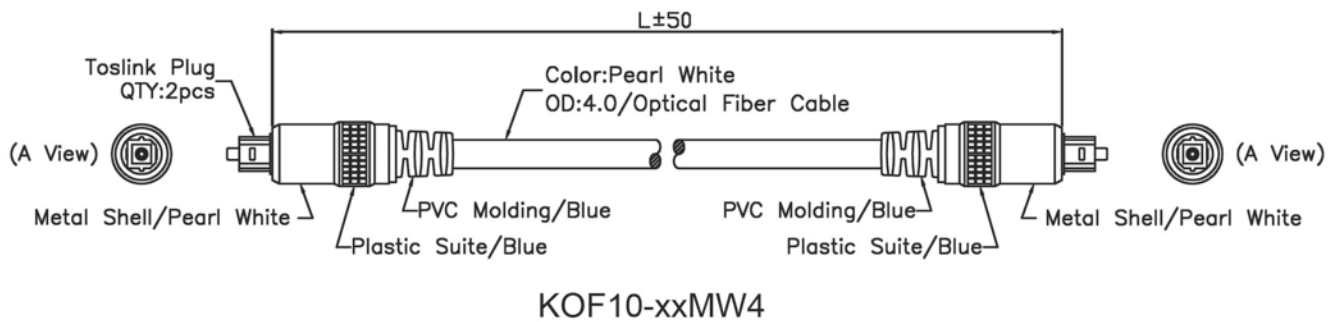 L±50
Toslink Plug
QTY:2pcs
Color:Pearl White
OD:4.0/Optical Fiber Cable
(A View)
(A View)
Metal Shell/Pearl White
PVC Molding/Blue
PVC Molding/Blue
Metal Shell/Pearl White
Plastic Suite/Blue
Plastic Suite/Blue
KOF10-xxMW4